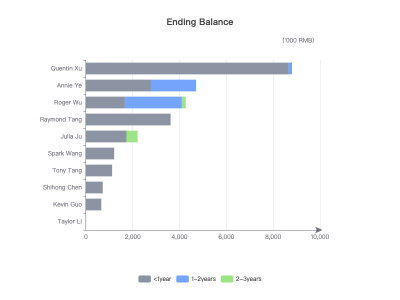 Ending Balance
('000 RMB)
Quentin Xu
Annie Ye
Roger Wu
Raymond Tang
Julia Ju
Spark Wang
Tony Tang
Shihong Chen
Kevin Guo
Taylor Li
0 2,000 4,000 6,000 8,000 10,000
<1year 1-2years 2-3years